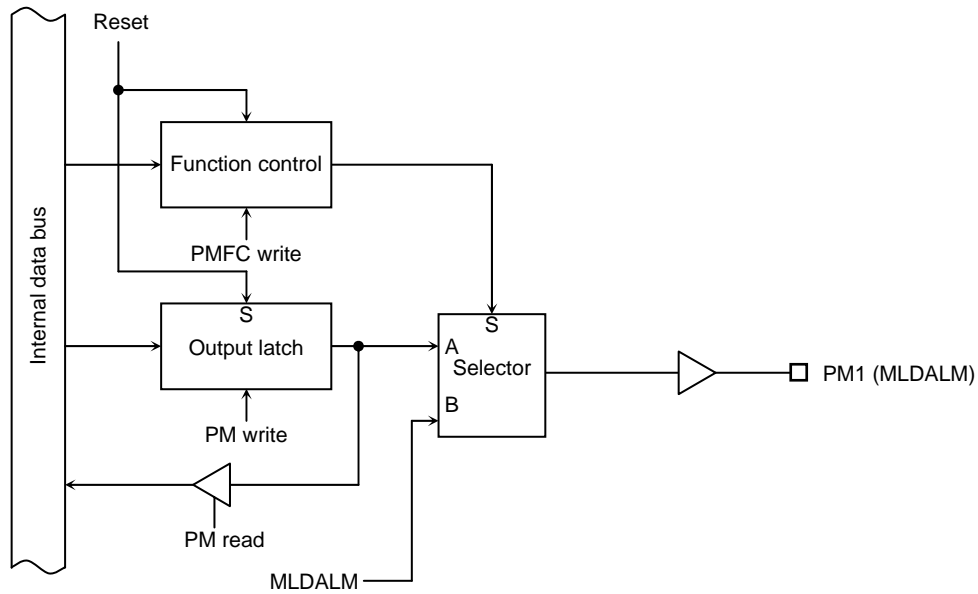 Reset
Internal data bus
Function control
PMFC write
S
Output latch
PM write
PM read
S
A
Selector
B
MLDALM
PM1 (MLDALM)